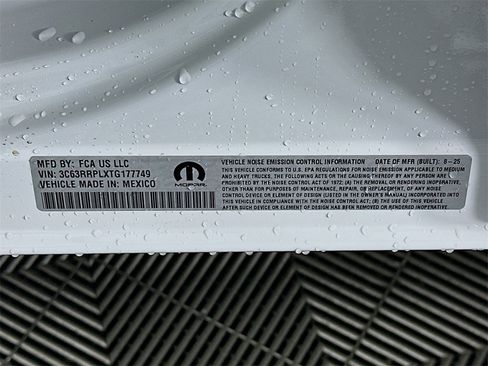 MFD BY: FCA US LLC
VIN: 3C63RRPLXTG177749
VEHICLE MADE IN: MEXICO
MOPAR
VEHICLE NOISE EMISSION CONTROL INFORMATION DATE OF MFR (BUILT): 8-25
THIS VEHICLE CONFORMS TO U.S. EPA REGULATIONS FOR NOISE EMISSION APPLICABLE TO MEDIUM
AND HEAVY TRUCKS. THE FOLLOWING ACTS OR THE CAUSING THEREOF BY ANY PERSON ARE
PROHIBITED BY THE NOISE CONTROL ACT OF 1972: (A) THE REMOVAL OR RENDERING INOPERATIVE,
OTHER THAN FOR PURPOSES OF MAINTENANCE, REPAIR, OR REPLACEMENT, OF ANY NOISE CONTROL
DEVICE OR ELEMENT OF DESIGN (LISTED IN THE OWNER'S MANUAL) INCORPORATED INTO
THIS VEHICLE IN COMPLIANCE WITH THE NOISE CONTROL ACT; (B) THE USE OF THIS VEHICLE
AFTER SUCH DEVICE OR ELEMENT OF DESIGN HAS BEEN REMOVED OR RENDERED INOPERATIVE.